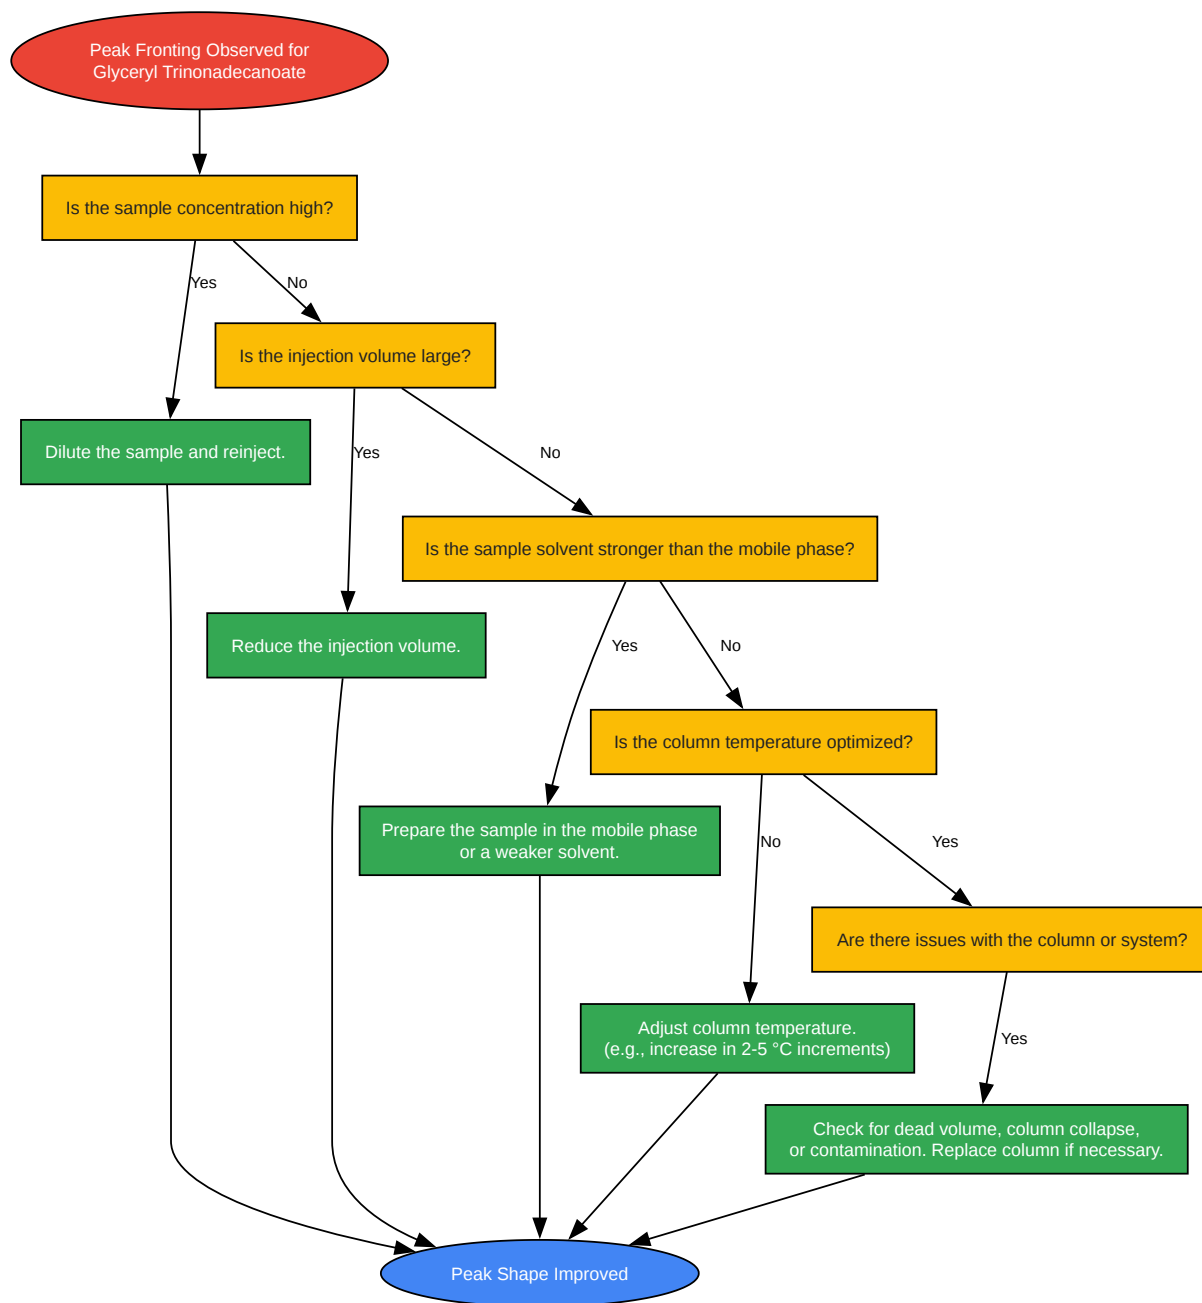 Peak Fronting Observed for
Glyceryl Trinonadecanoate
Is the sample concentration high?
Yes
No
Is the injection volume large?
Dilute the sample and reinject.
Yes
No
Is the sample solvent stronger than the mobile phase?
Reduce the injection volume.
Yes
No
Is the column temperature optimized?
Prepare the sample in the mobile phase
or a weaker solvent.
No
Yes
Are there issues with the column or system?
Adjust column temperature.
(e.g., increase in 2-5 °C increments)
Yes
Check for dead volume, column collapse,
or contamination. Replace column if necessary.
Peak Shape Improved